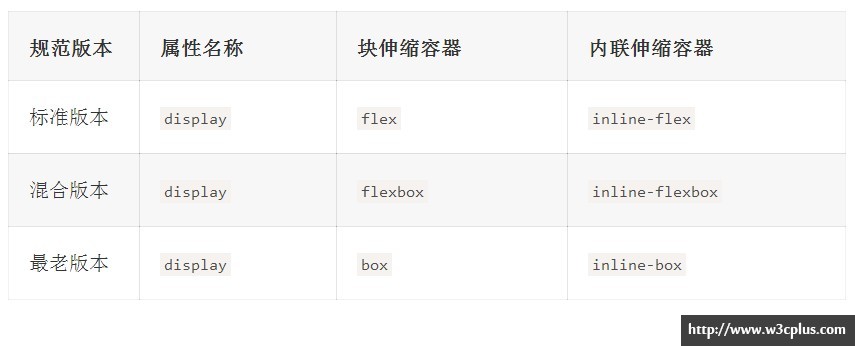 规范版本 属性名称 块伸缩容器 内联伸缩容器
标准版本 display flex inline-flex
混合版本 display flexbox inline-flexbox
最老版本 display box inline-box
http://www.w3cplus.com